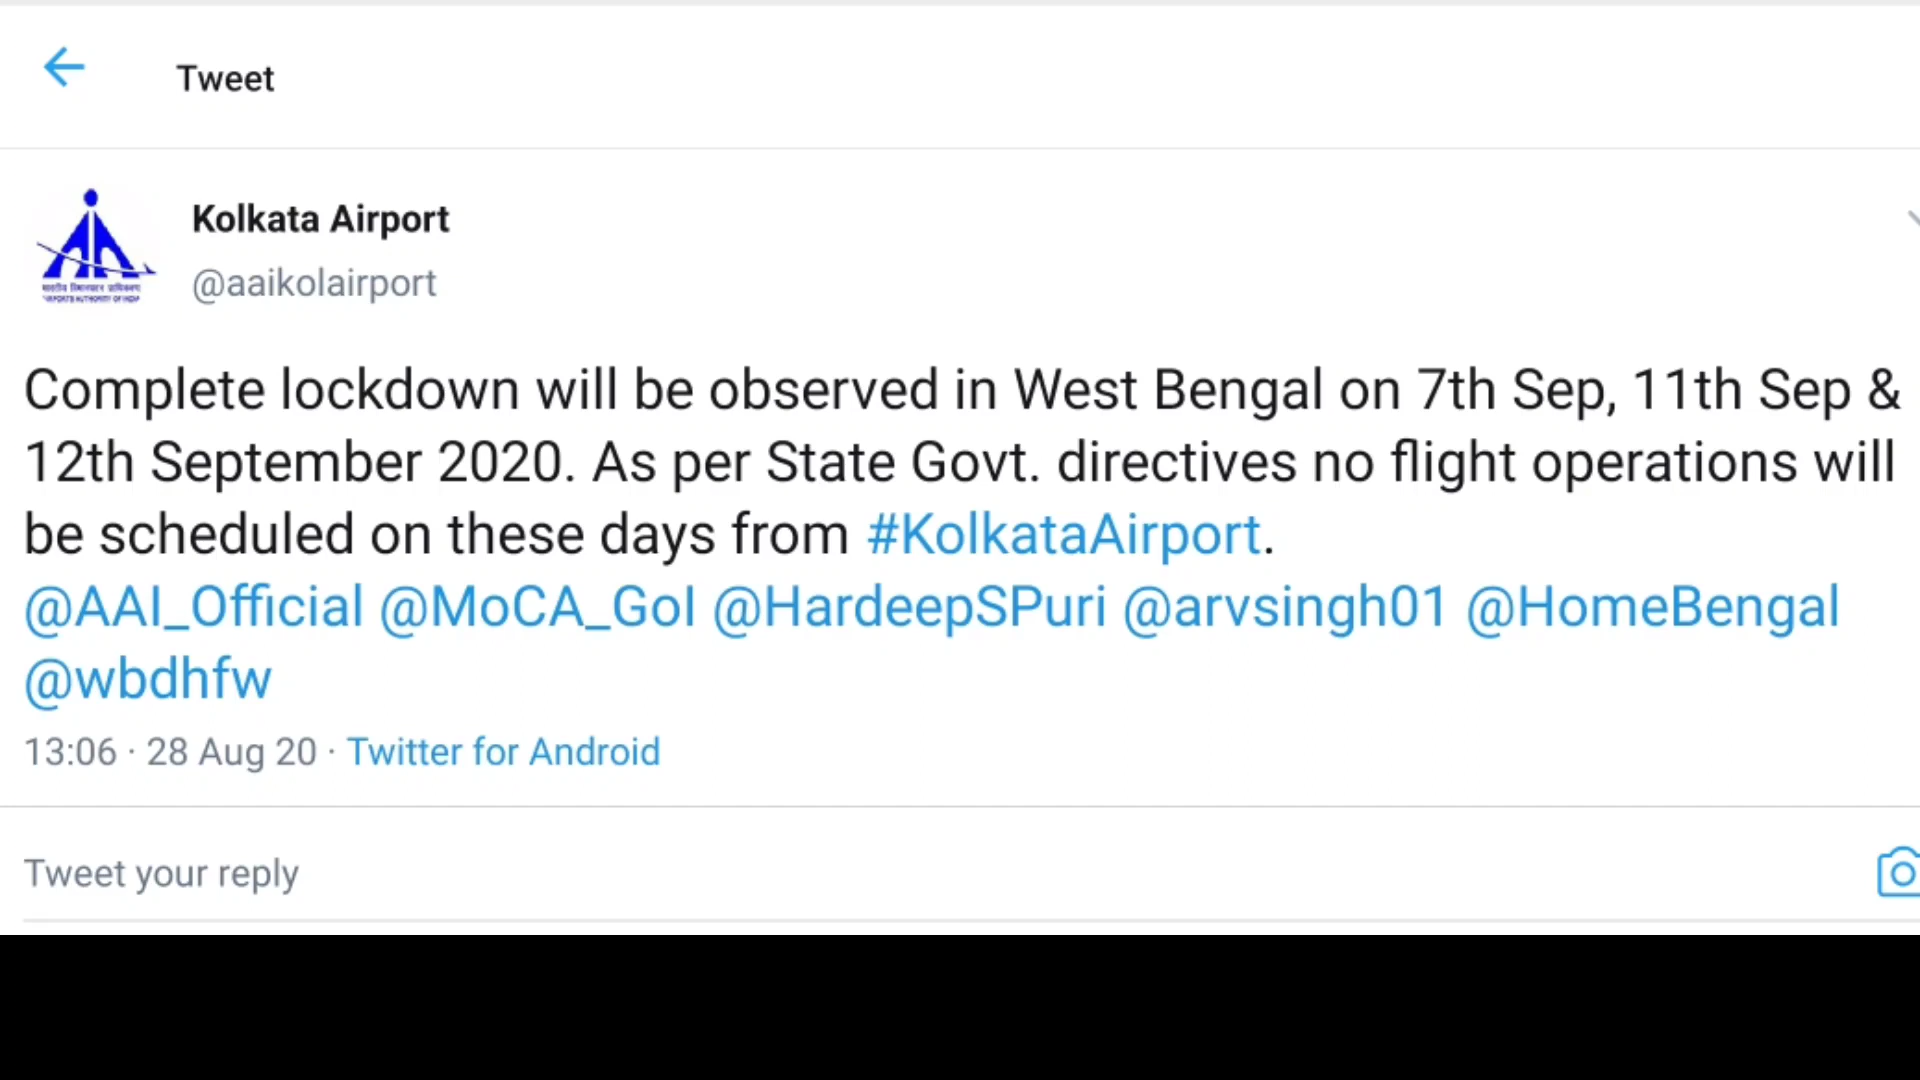 Tweet
Kolkata Airport
@aaikolairport
Complete lockdown will be observed in West Bengal on 7th Sep, 11th Sep &
12th September 2020. As per State Govt. directives no flight operations will
be scheduled on these days from #KolkataAirport.
@AAI_Official @MoCA_GoI @HardeepSPuri @arvsingh01 @HomeBengal
@wbdhfw
13:06 · 28 Aug 20 · Twitter for Android
Tweet your reply